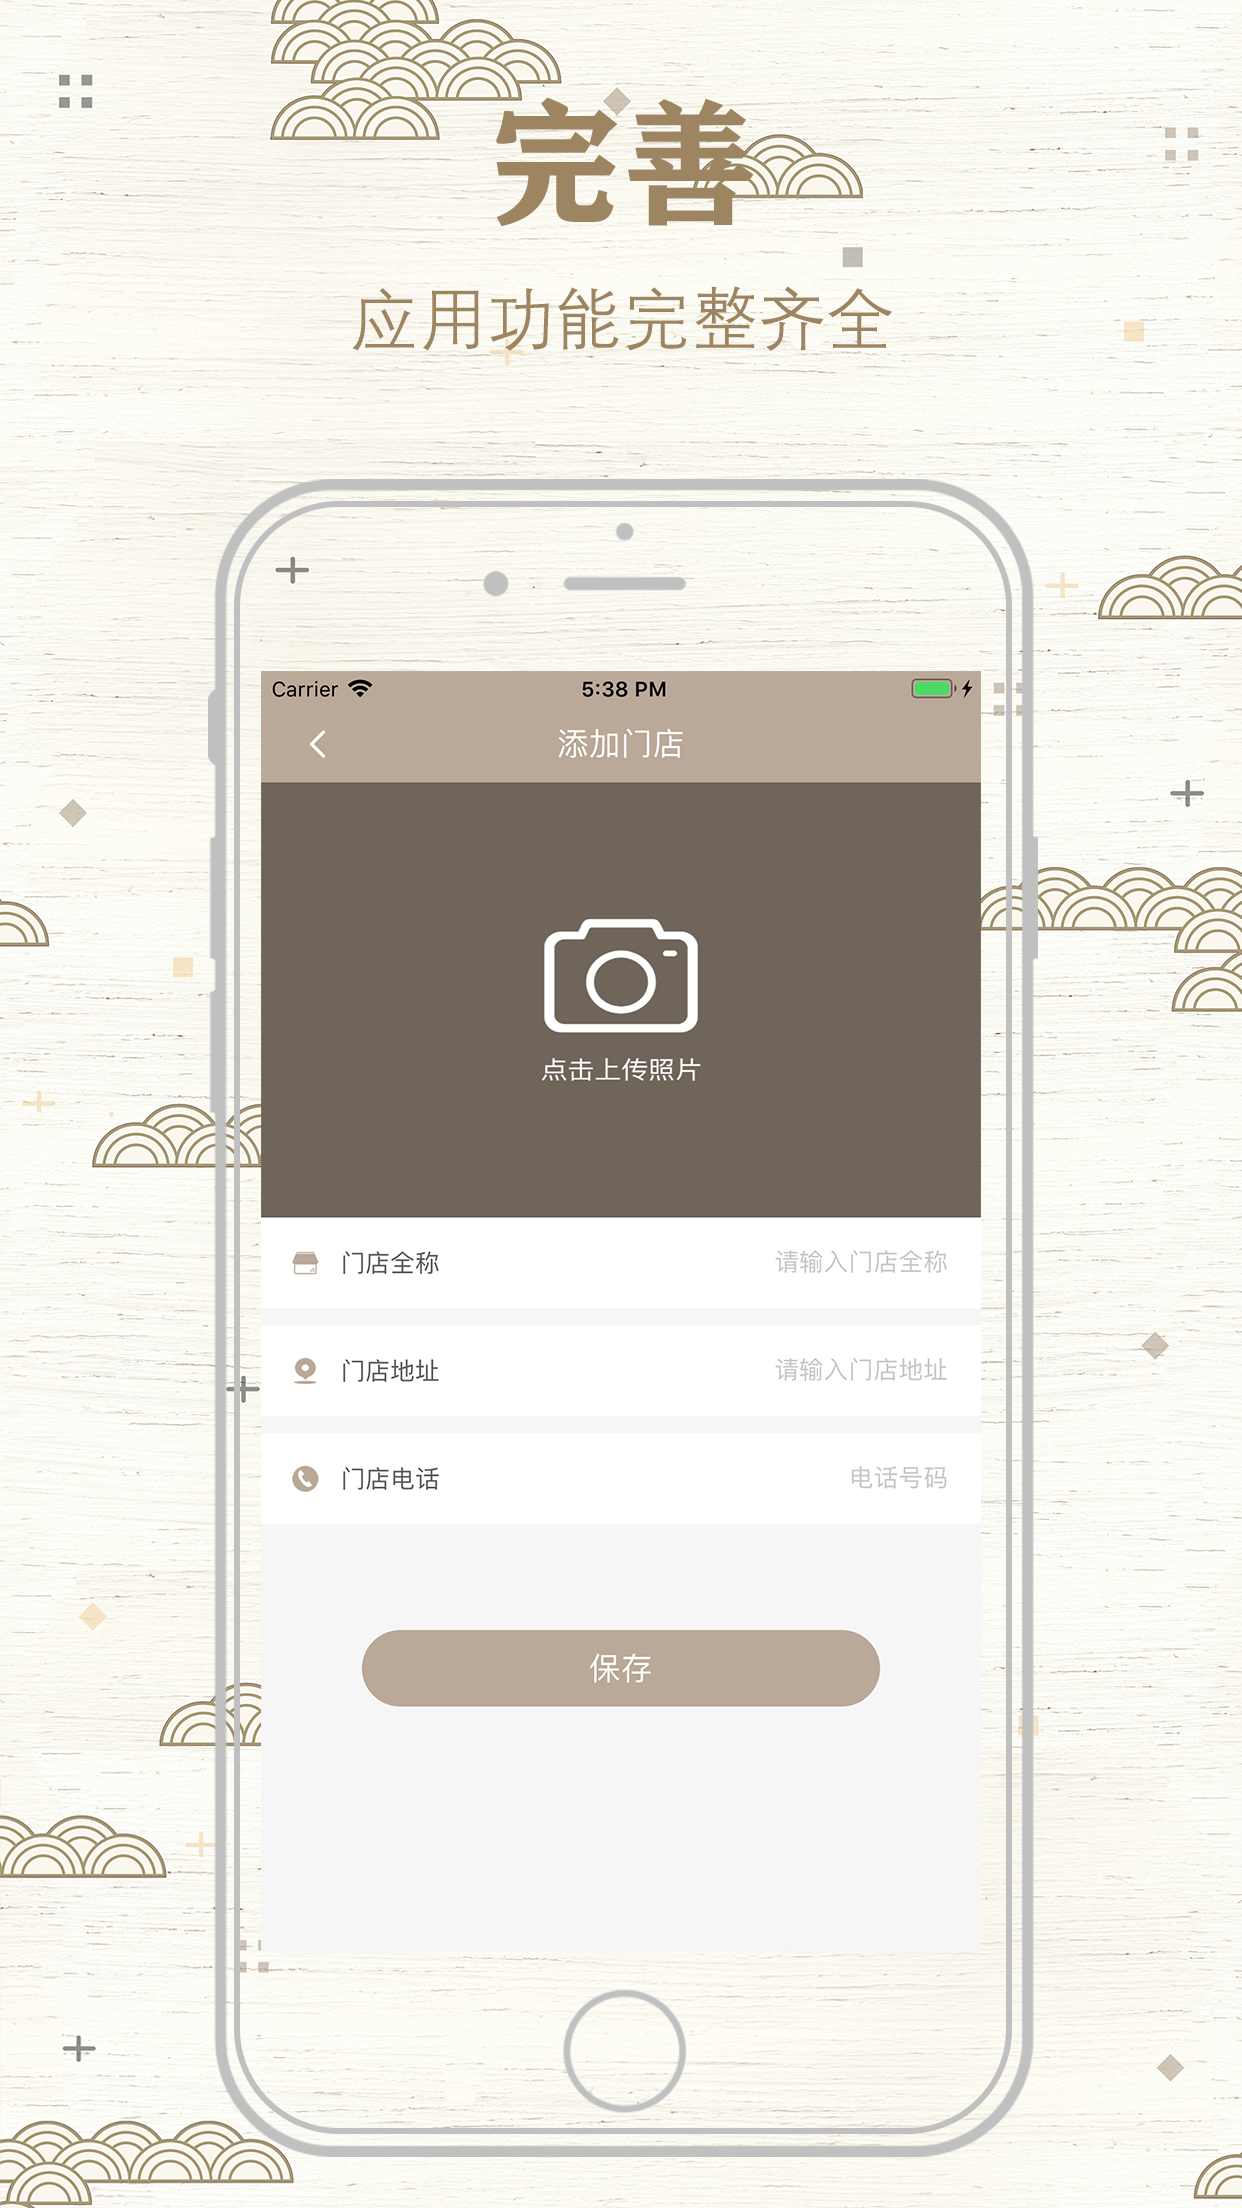 完善
应用功能完整齐全
Carrier 5:38 PM
添加门店
点击上传照片
门店全称 请输入门店全称
门店地址 请输入门店地址
门店电话 电话号码
保存